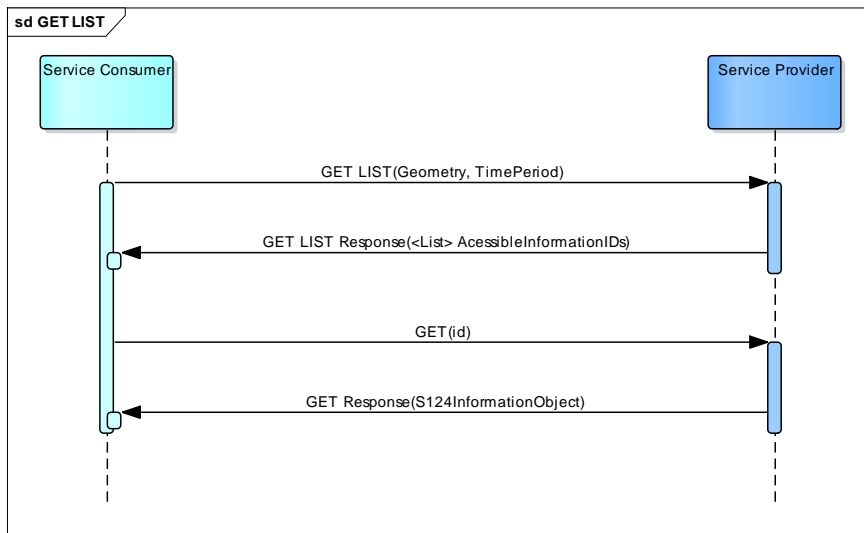 sd GET LIST
Service Consumer
Service Provider
GET LIST(Geometry, TimePeriod)
GET LIST Response(<List> AcessibleInformationIDs)
GET(id)
GET Response(S124InformationObject)